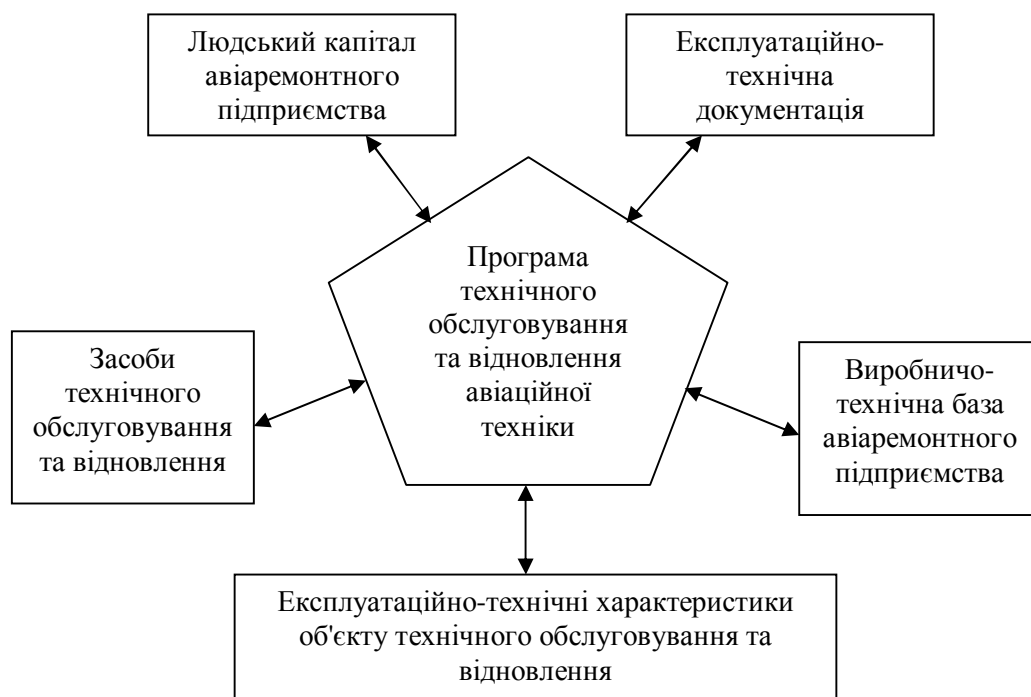 Людський капітал
авіаремонтного
підприємства
Експлуатаційно-
технічна
документація
Програма
технічного
обслуговування
та відновлення
авіаційної
техніки
Засоби
технічного
обслуговування
та відновлення
Виробничо-
технічна база
авіаремонтного
підприємства
Експлуатаційно-технічні характеристики
об'єкту технічного обслуговування та
відновлення